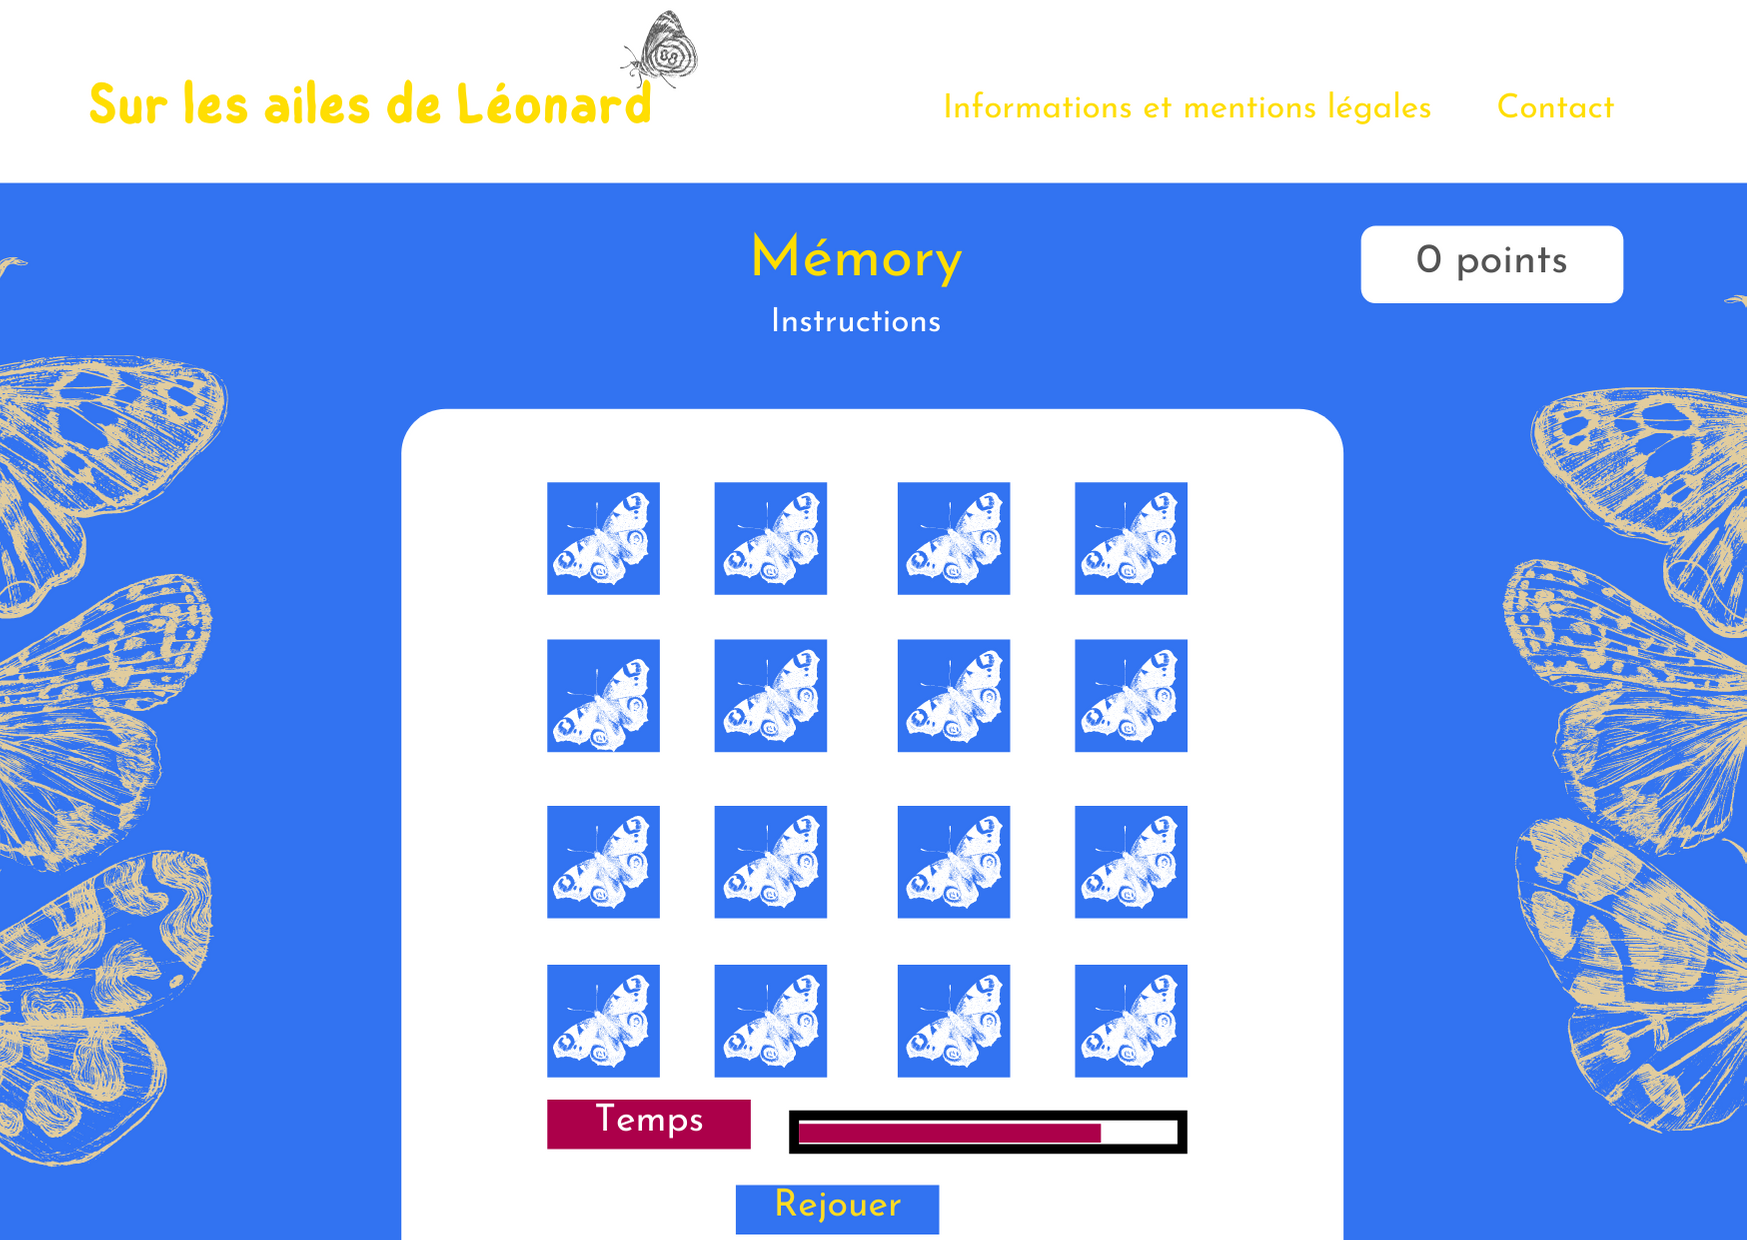 Sur les ailes de Léonard
Informations et mentions légales
Contact
Mémory
0 points
Instructions
Temps
Rejouer